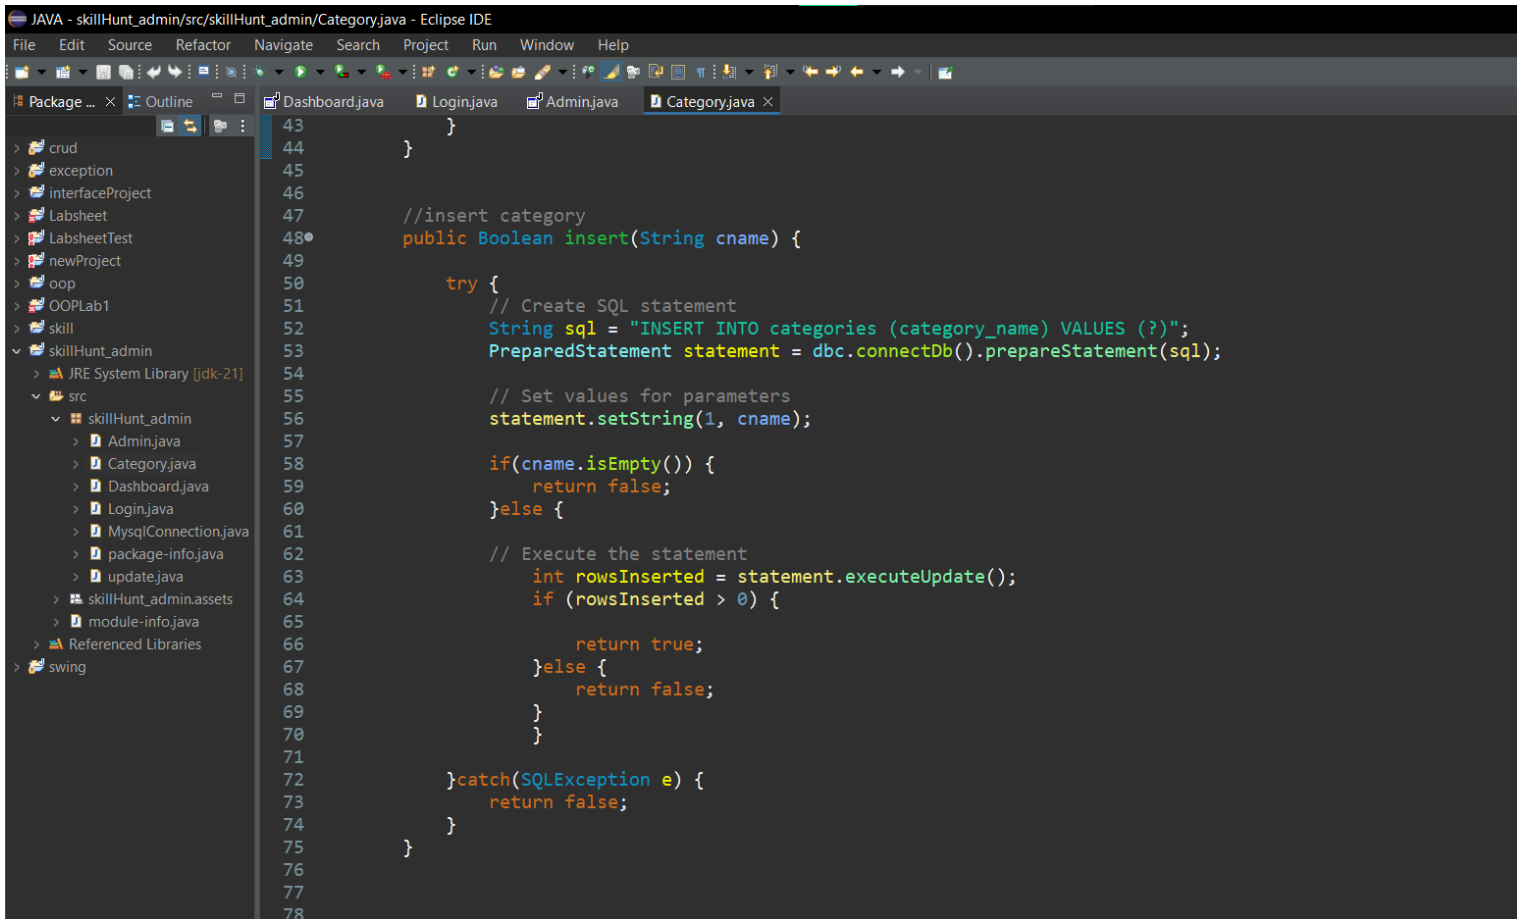 JAVA - skillHunt_admin/src/skillHunt_admin/Category.java - Eclipse IDE
File Edit Source Refactor Navigate Search Project Run Window Help
Package ... Outline
Dashboard.java Login.java Admin.java Category.java
crud
exception
interfaceProject
Labsheet
LabsheetTest
newProject
oop
OOPLab1
skill
skillHunt_admin
JRE System Library [jdk-21]
src
skillHunt_admin
Admin.java
Category.java
Dashboard.java
Login.java
MysqlConnection.java
package-info.java
update.java
skillHunt_admin.assets
module-info.java
Referenced Libraries
swing
43 }
44 }
45
46
47 //insert category
48 public Boolean insert(String cname) {
49
50 try {
51 // Create SQL statement
52 String sql = "INSERT INTO categories (category_name) VALUES (?)";
53 PreparedStatement statement = dbc.connectDb().prepareStatement(sql);
54
55 // Set values for parameters
56 statement.setString(1, cname);
57
58 if(cname.isEmpty()) {
59 return false;
60 }else {
61
62 // Execute the statement
63 int rowsInserted = statement.executeUpdate();
64 if (rowsInserted > 0) {
65
66 return true;
67 }else {
68 return false;
69 }
70 }
71
72 }catch(SQLException e) {
73 return false;
74 }
75 }
76
77
78